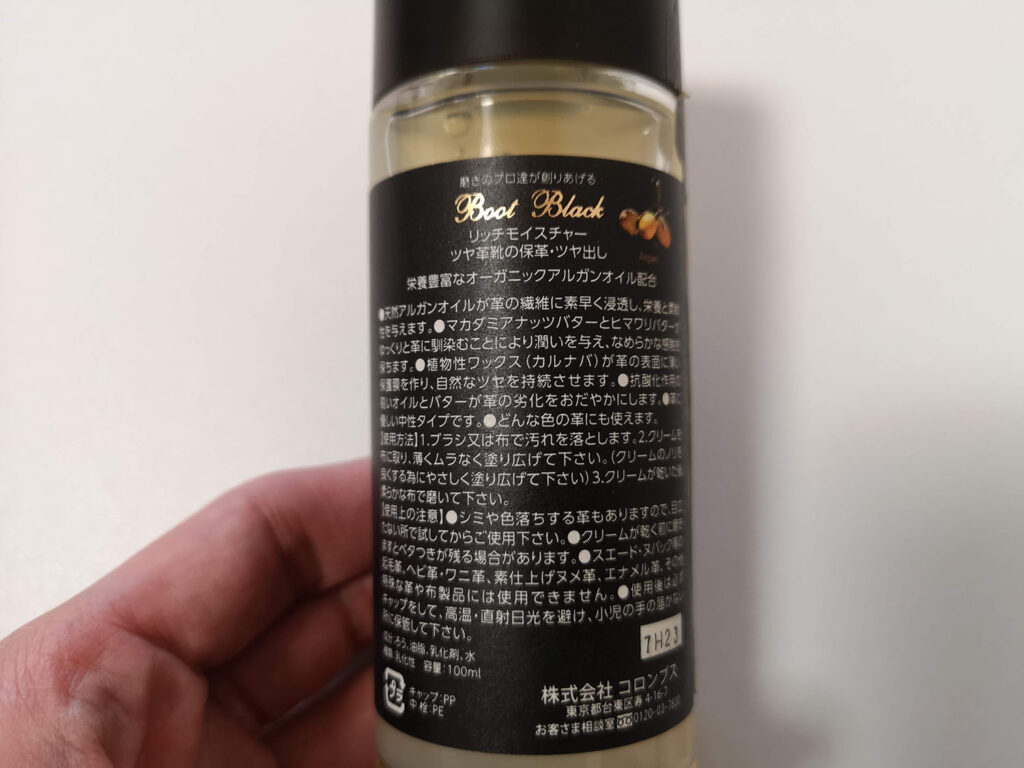 磨きのプロ達が創りあげる
Boot Black
リッチモイスチャー
ツヤ革靴の保革・ツヤ出し
Argan
栄養豊富なオーガニックアルガンオイル配合
●天然アルガンオイルが革の繊維に素早く浸透し、栄養と柔軟
性を与えます。●マカダミアナッツバターとヒマワリバターが
ゆっくりと革に馴染むことにより潤いを与え、なめらかな感触を
保ちます。●植物性ワックス(カルナバ)が革の表面に薄い
保護膜を作り、自然なツヤを持続させます。●抗酸化作用の
高いオイルとバターが革の劣化をおだやかにします。●革に
優しい中性タイプです。●どんな色の革にも使えます。
【使用方法】1.ブラシ又は布で汚れを落とします。2.クリームを
布に取り、薄くムラなく塗り広げて下さい。(クリームのノリを
良くする為にやさしく塗り広げて下さい)3.クリームが乾いた後
柔らかな布で磨いて下さい。
【使用上の注意】●シミや色落ちする革もありますので、目立
たない所で試してからご使用下さい。●クリームが乾く前に磨き
ますとベタつきが残る場合があります。●スエード・ヌバック等の
起毛革、ヘビ革・ワニ革、素仕上げヌメ革、エナメル革、その他
特殊な革や布製品には使用できません。●使用後は必ず
キャップをして、高温・直射日光を避け、小児の手の届かない
所に保管して下さい。
成分:ろう、油脂、乳化剤、水
種類:乳化性 容量:100ml
7H23
プラ
キャップ:PP
中栓:PE
株式会社 コロンブス
東京都台東区寿 4-16-7
お客さま相談室 0120-03-7830